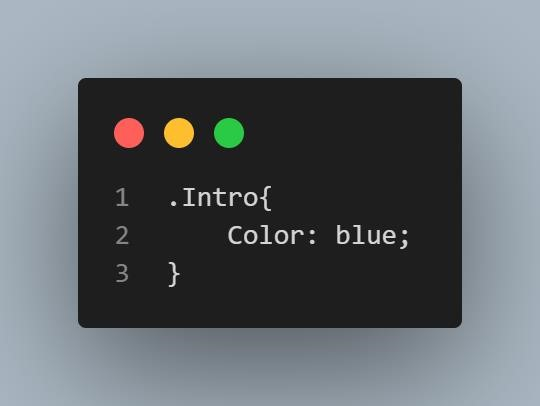 1 .Intro{
2 Color: blue;
3 }